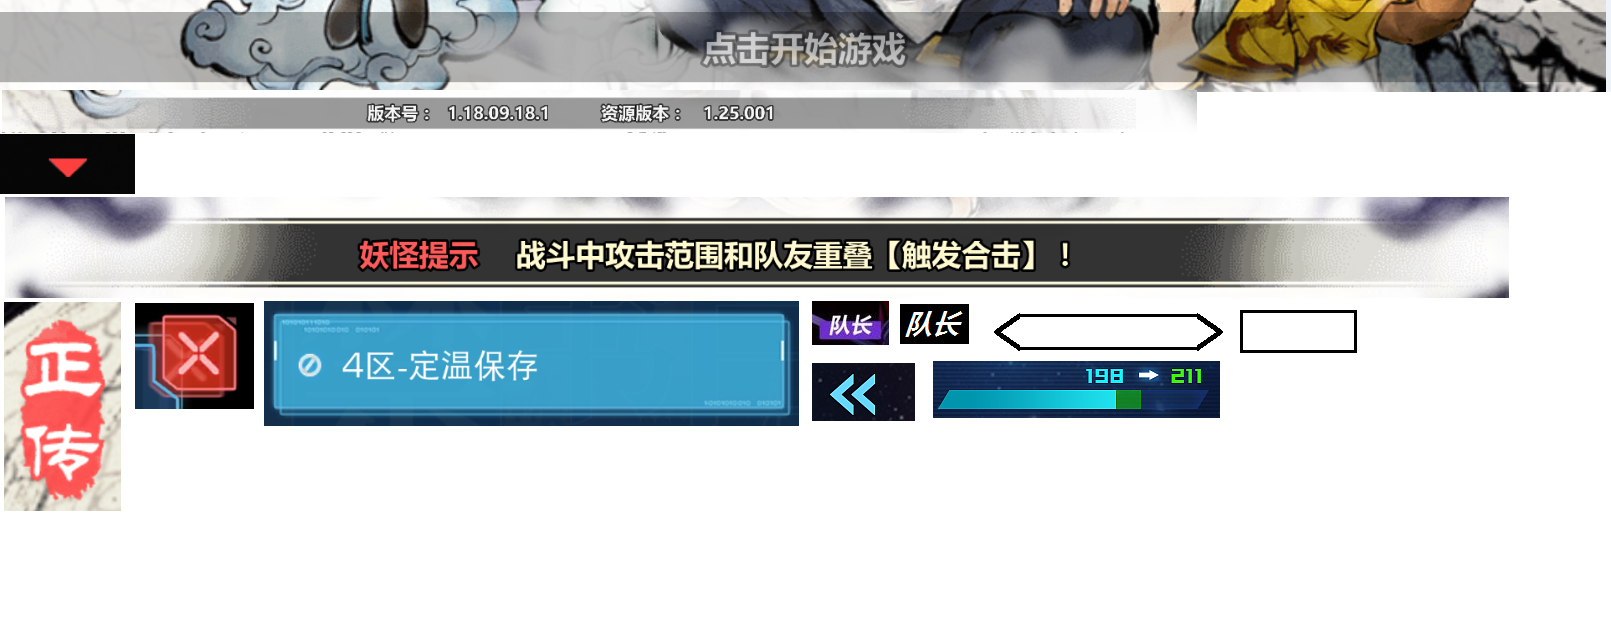 点击开始游戏
版本号： 1.18.09.18.1 资源版本： 1.25.001
妖怪提示 战斗中攻击范围和队友重叠【触发合击】！
正传
4区-定温保存
队长
队长
198 → 211